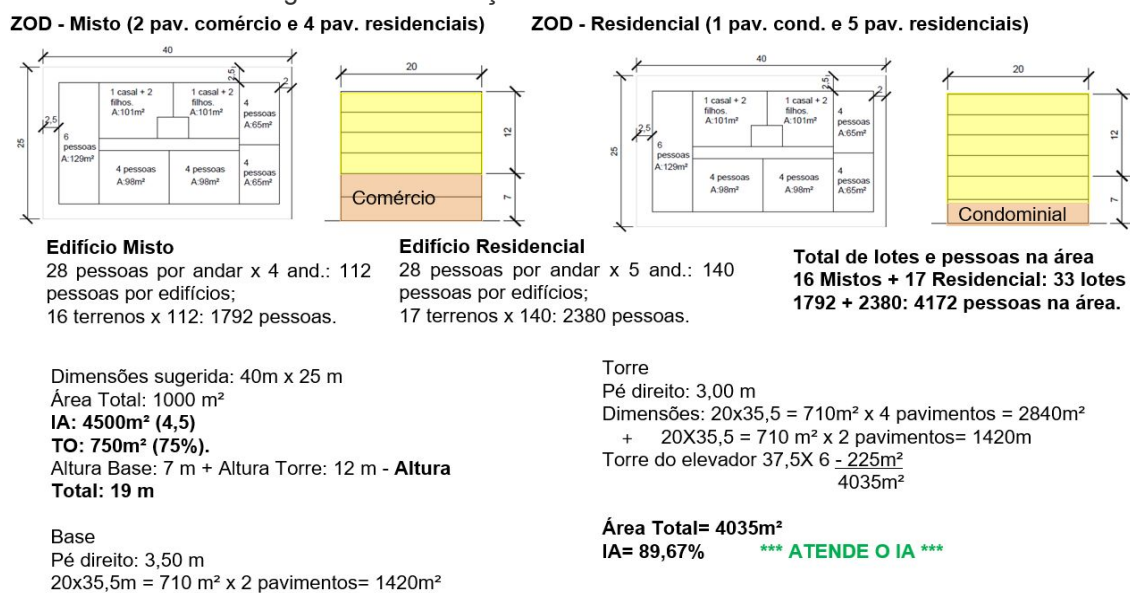 ZOD - Misto (2 pav. comércio e 4 pav. residenciais)
40
2,5
2
2,5
25
1 casal + 2
filhos.
A:101m²
1 casal + 2
filhos.
A:101m²
4
pessoas
A:65m²
6
pessoas
A:129m²
4 pessoas
A:98m²
4 pessoas
A:98m²
4
pessoas
A:65m²
20
12
7
Comércio
ZOD - Residencial (1 pav. cond. e 5 pav. residenciais)
40
2,5
2
2,5
25
1 casal + 2
filhos.
A:101m²
1 casal + 2
filhos.
A:101m²
4
pessoas
A:65m²
6
pessoas
A:129m²
4 pessoas
A:98m²
4 pessoas
A:98m²
4
pessoas
A:65m²
20
12
7
Condominial
Edifício Misto
28 pessoas por andar x 4 and.: 112
pessoas por edifícios;
16 terrenos x 112: 1792 pessoas.
Edifício Residencial
28 pessoas por andar x 5 and.: 140
pessoas por edifícios;
17 terrenos x 140: 2380 pessoas.
Total de lotes e pessoas na área
16 Mistos + 17 Residencial: 33 lotes
1792 + 2380: 4172 pessoas na área.
Dimensões sugerida: 40m x 25 m
Área Total: 1000 m²
IA: 4500m² (4,5)
TO: 750m² (75%).
Altura Base: 7 m + Altura Torre: 12 m - Altura
Total: 19 m
Base
Pé direito: 3,50 m
20x35,5m = 710 m² x 2 pavimentos= 1420m²
Torre
Pé direito: 3,00 m
Dimensões: 20x35,5 = 710m² x 4 pavimentos = 2840m²
+ 20X35,5 = 710 m² x 2 pavimentos= 1420m
Torre do elevador 37,5X 6 - 225m²
4035m²
Área Total= 4035m²
IA= 89,67% *** ATENDE O IA ***